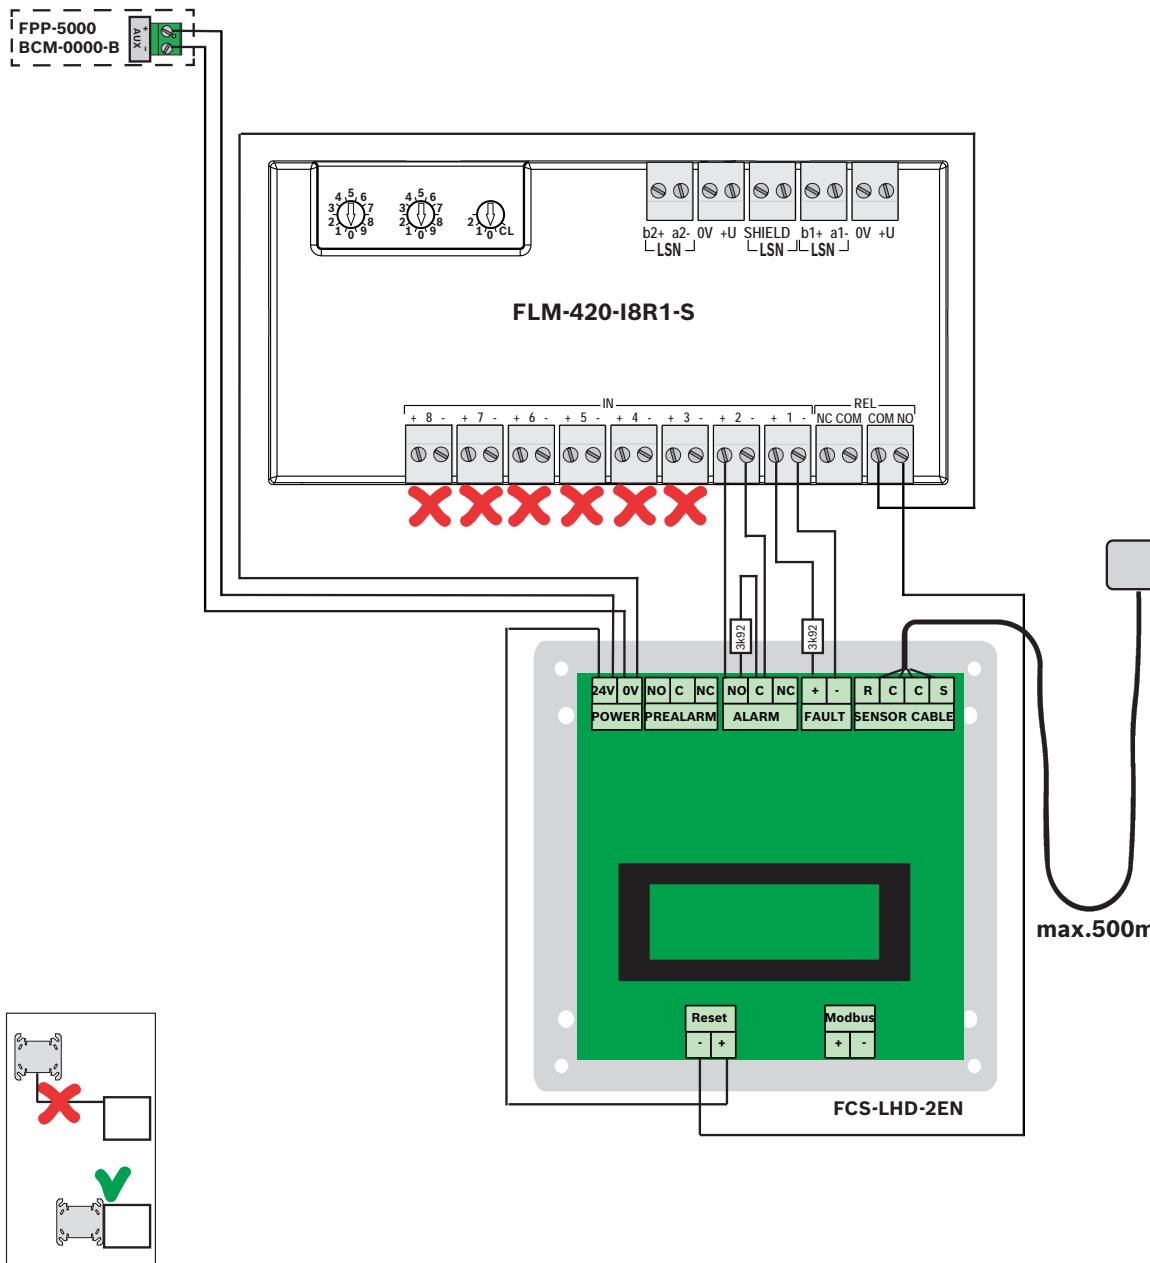 FPP-5000
BCM-0000-B
+ AUX -
4 5 6
3 7
2 8
1 0 9
4 5 6
3 7
2 8
1 0 9
2 1 0 CL
b2+ a2- 0V +U SHIELD b1+ a1- 0V +U
LSN LSN LSN
FLM-420-I8R1-S
IN REL
+ 8 - + 7 - + 6 - + 5 - + 4 - + 3 - + 2 - + 1 - NC COM COM NO
3k92 3k92
24V 0V NO C NC NO C NC + - R C C S
POWER PREALARM ALARM FAULT SENSOR CABLE
max.500m
Reset Modbus
- + + -
FCS-LHD-2EN